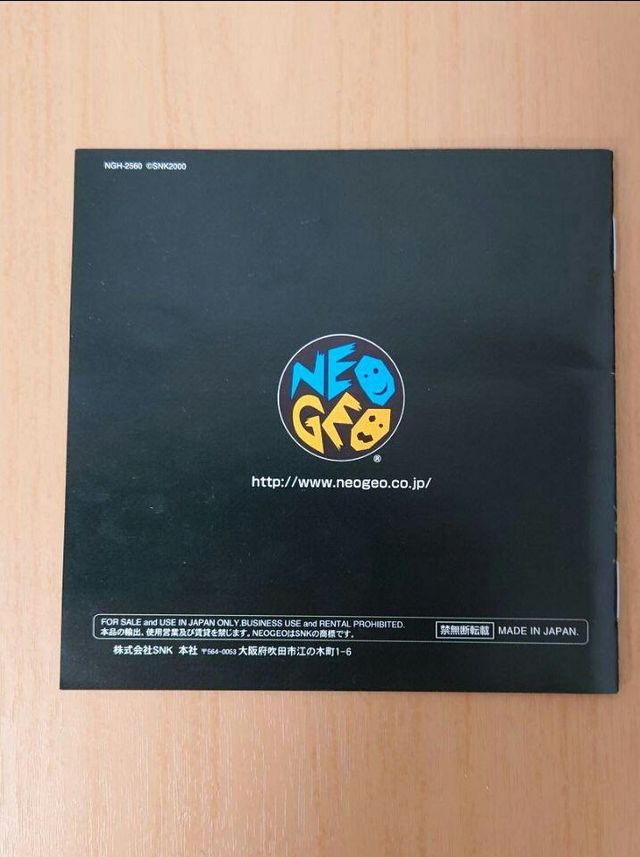 NGH-2560 ©SNK2000
NEO
GEO
®
http://www.neogeo.co.jp/
FOR SALE and USE IN JAPAN ONLY.BUSINESS USE and RENTAL PROHIBITED.
本品の輸出、使用営業及び賃貸を禁じます。NEOGEOはSNKの商標です。
禁無断転載 MADE IN JAPAN.
株式会社SNK 本社 〒564-0053 大阪府吹田市江の木町1-6